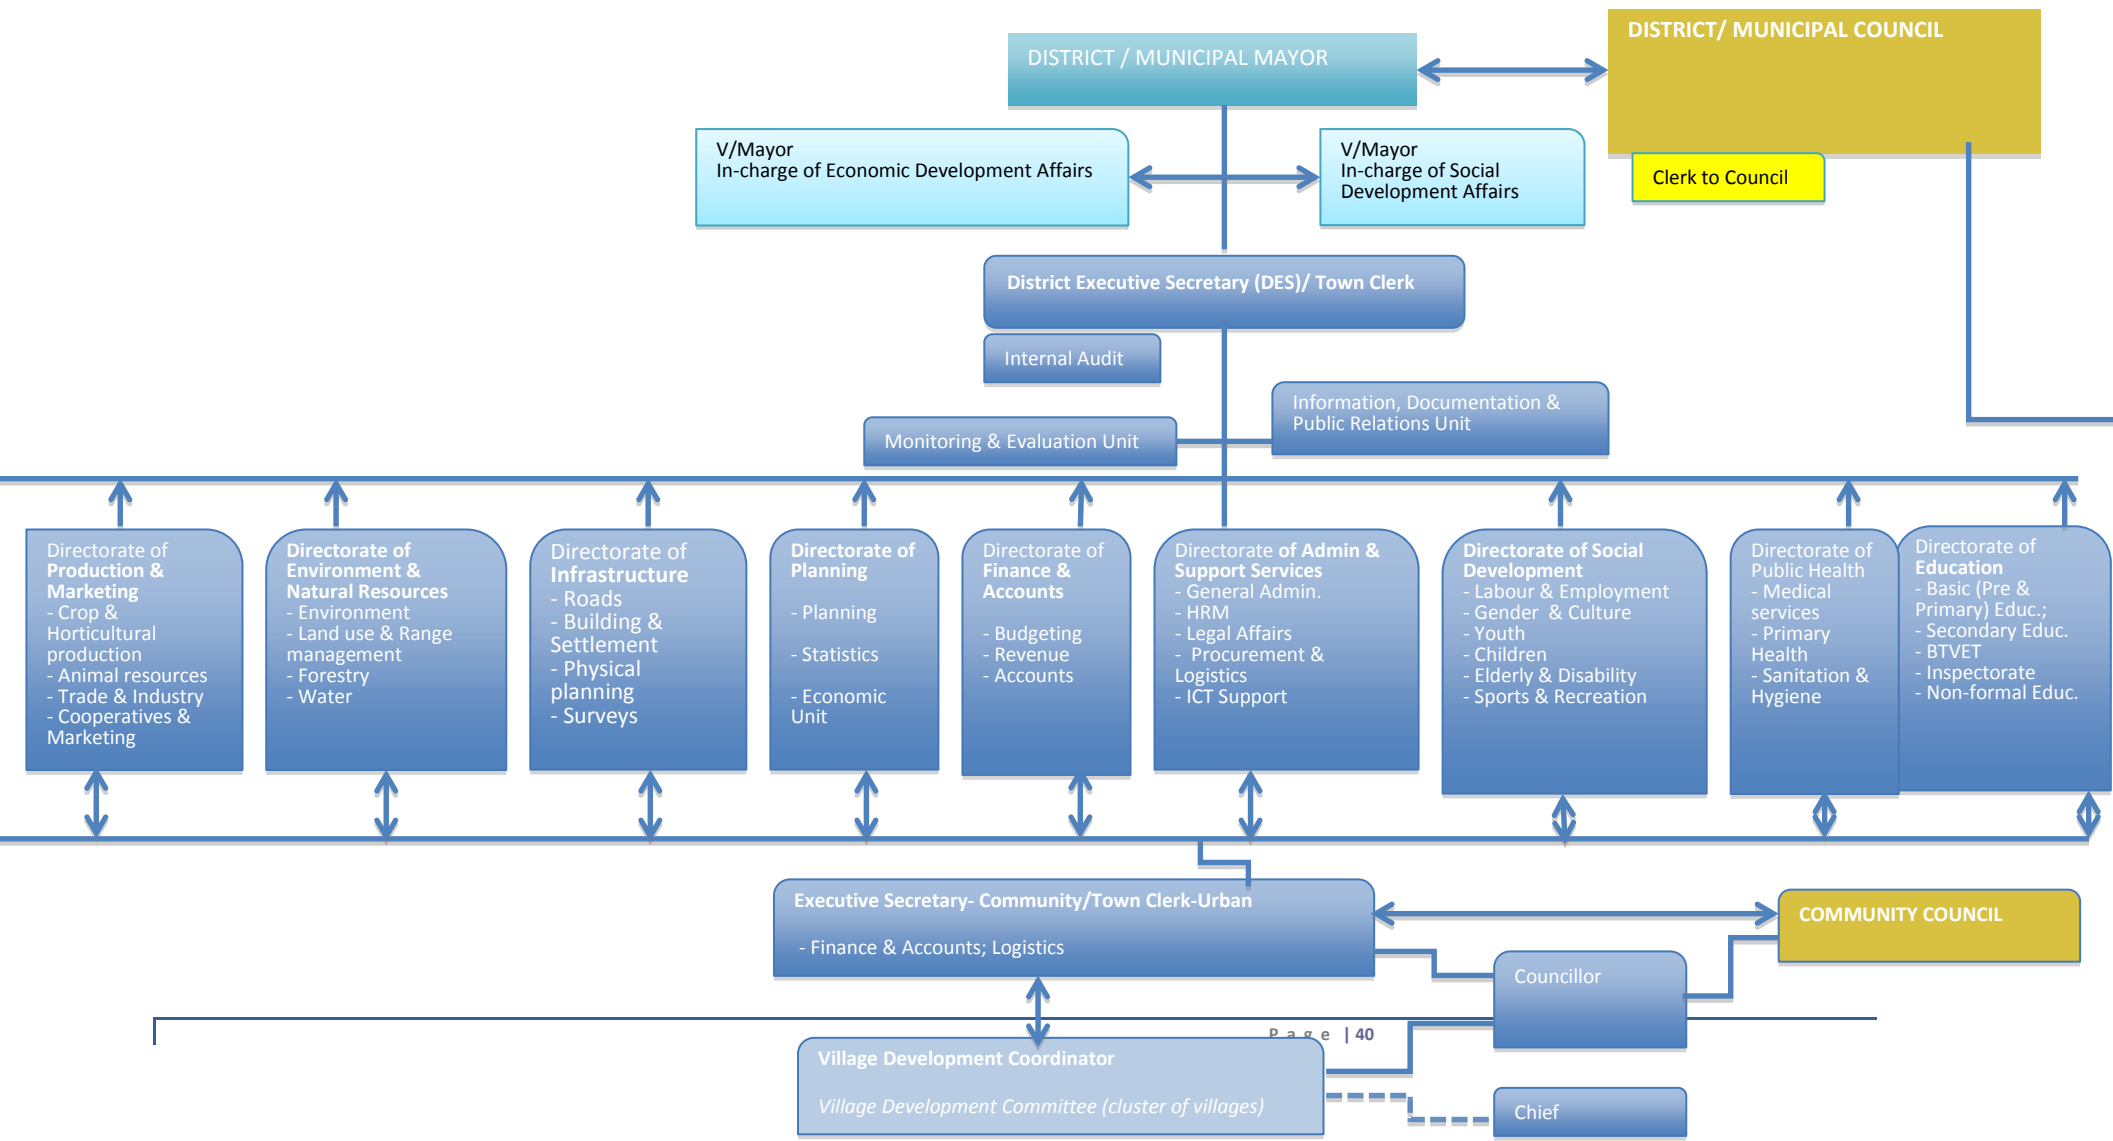 DISTRICT/ MUNICIPAL COUNCIL
DISTRICT / MUNICIPAL MAYOR
V/Mayor
In-charge of Economic Development Affairs
V/Mayor
In-charge of Social
Development Affairs
Clerk to Council
District Executive Secretary (DES)/ Town Clerk
Internal Audit
Information, Documentation &
Public Relations Unit
Monitoring & Evaluation Unit
Directorate of
Production &
Marketing
- Crop &
Horticultural
production
- Animal resources
- Trade & Industry
- Cooperatives &
Marketing
Directorate of
Environment &
Natural Resources
- Environment
- Land use & Range
management
- Forestry
- Water
Directorate of
Infrastructure
- Roads
- Building &
Settlement
- Physical
planning
- Surveys
Directorate of
Planning
- Planning
- Statistics
- Economic
Unit
Directorate of
Finance &
Accounts
- Budgeting
- Revenue
- Accounts
Directorate of Admin &
Support Services
- General Admin.
- HRM
- Legal Affairs
- Procurement &
Logistics
- ICT Support
Directorate of Social
Development
- Labour & Employment
- Gender & Culture
- Youth
- Children
- Elderly & Disability
- Sports & Recreation
Directorate of
Public Health
- Medical
services
- Primary
Health
- Sanitation &
Hygiene
Directorate of
Education
- Basic (Pre &
Primary) Educ.;
- Secondary Educ.
- BTVET
- Inspectorate
- Non-formal Educ.
Executive Secretary- Community/Town Clerk-Urban
- Finance & Accounts; Logistics
COMMUNITY COUNCIL
Councillor
Page | 40
Village Development Coordinator
Village Development Committee (cluster of villages)
Chief